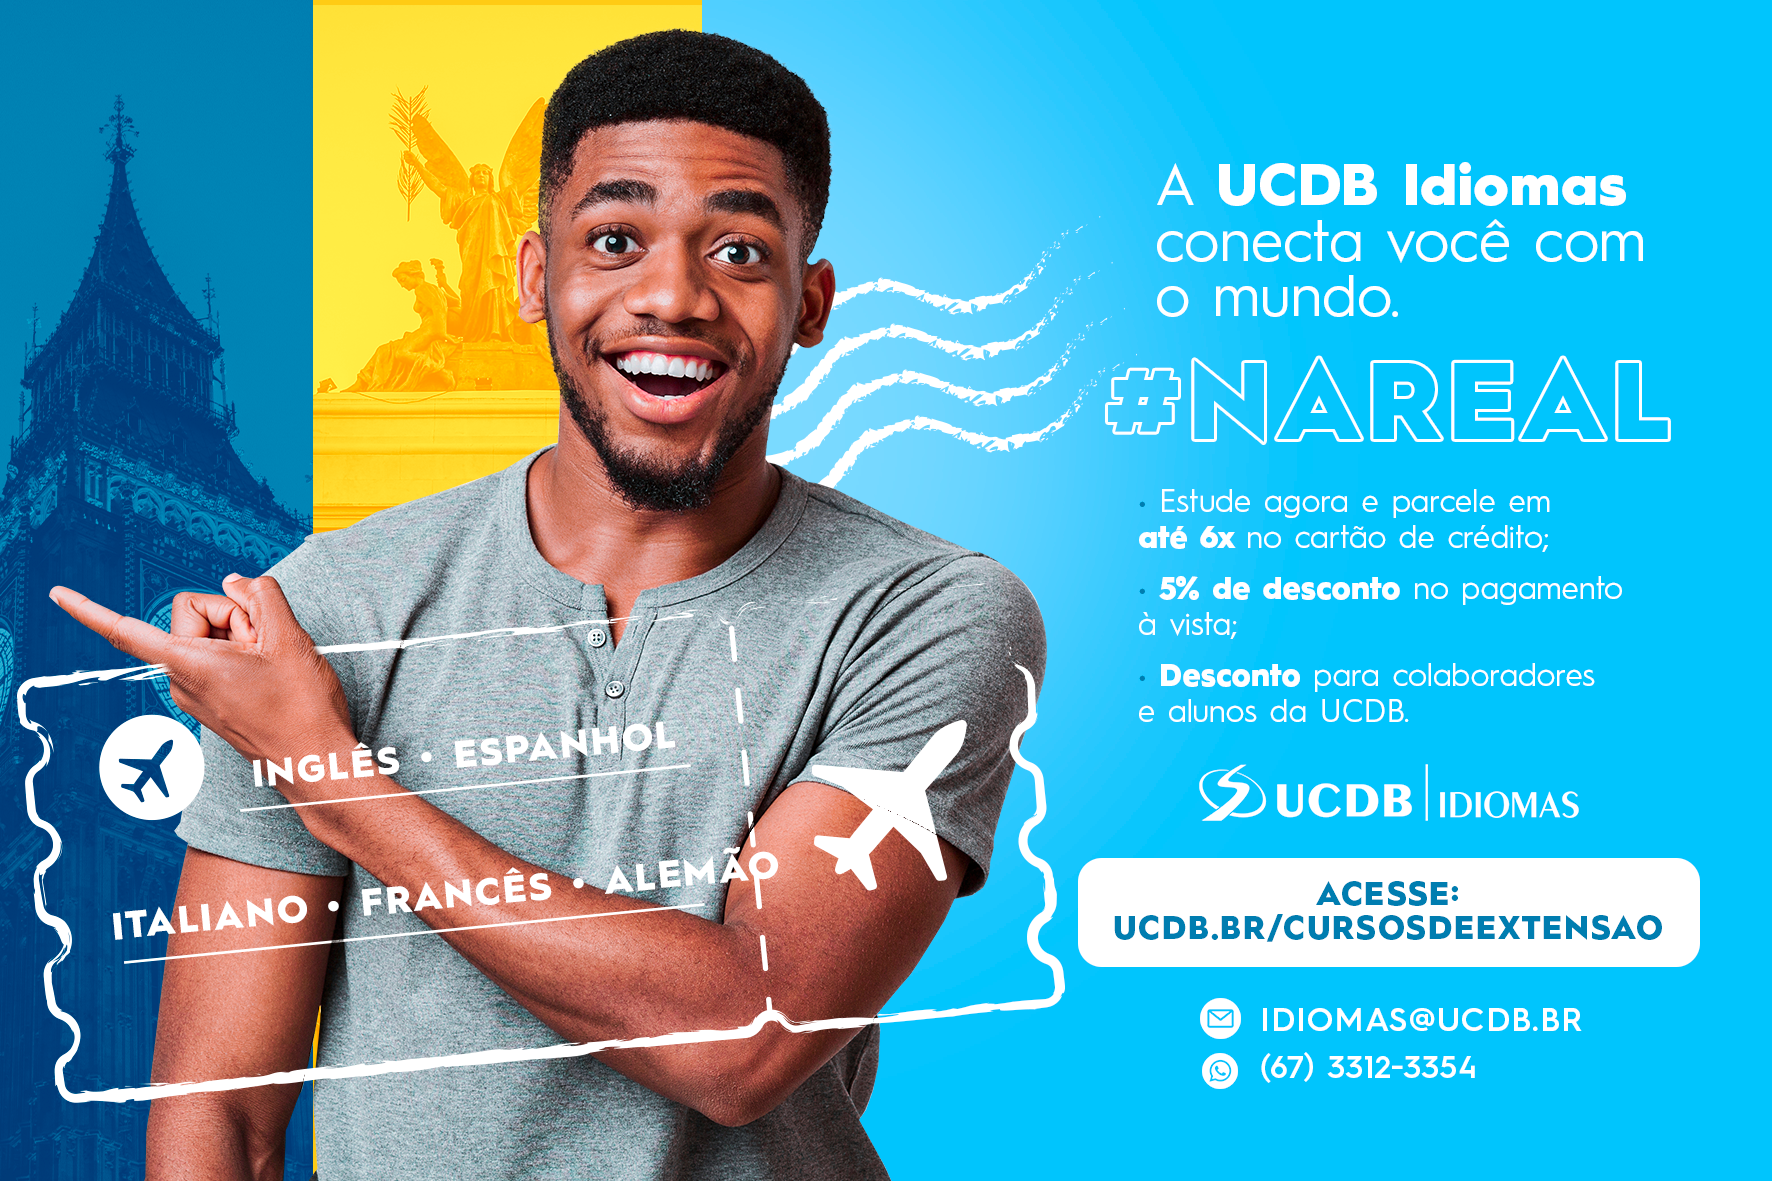 A UCDB Idiomas
conecta você com
o mundo.
#NAREAL
• Estude agora e parcele em
até 6x no cartão de crédito;
• 5% de desconto no pagamento
à vista;
• Desconto para colaboradores
e alunos da UCDB.
UCDB | IDIOMAS
ACESSE:
UCDB.BR/CURSOSDEEXTENSAO
IDIOMAS@UCDB.BR
(67) 3312-3354
INGLÊS • ESPANHOL
ITALIANO • FRANCÊS • ALEMÃO